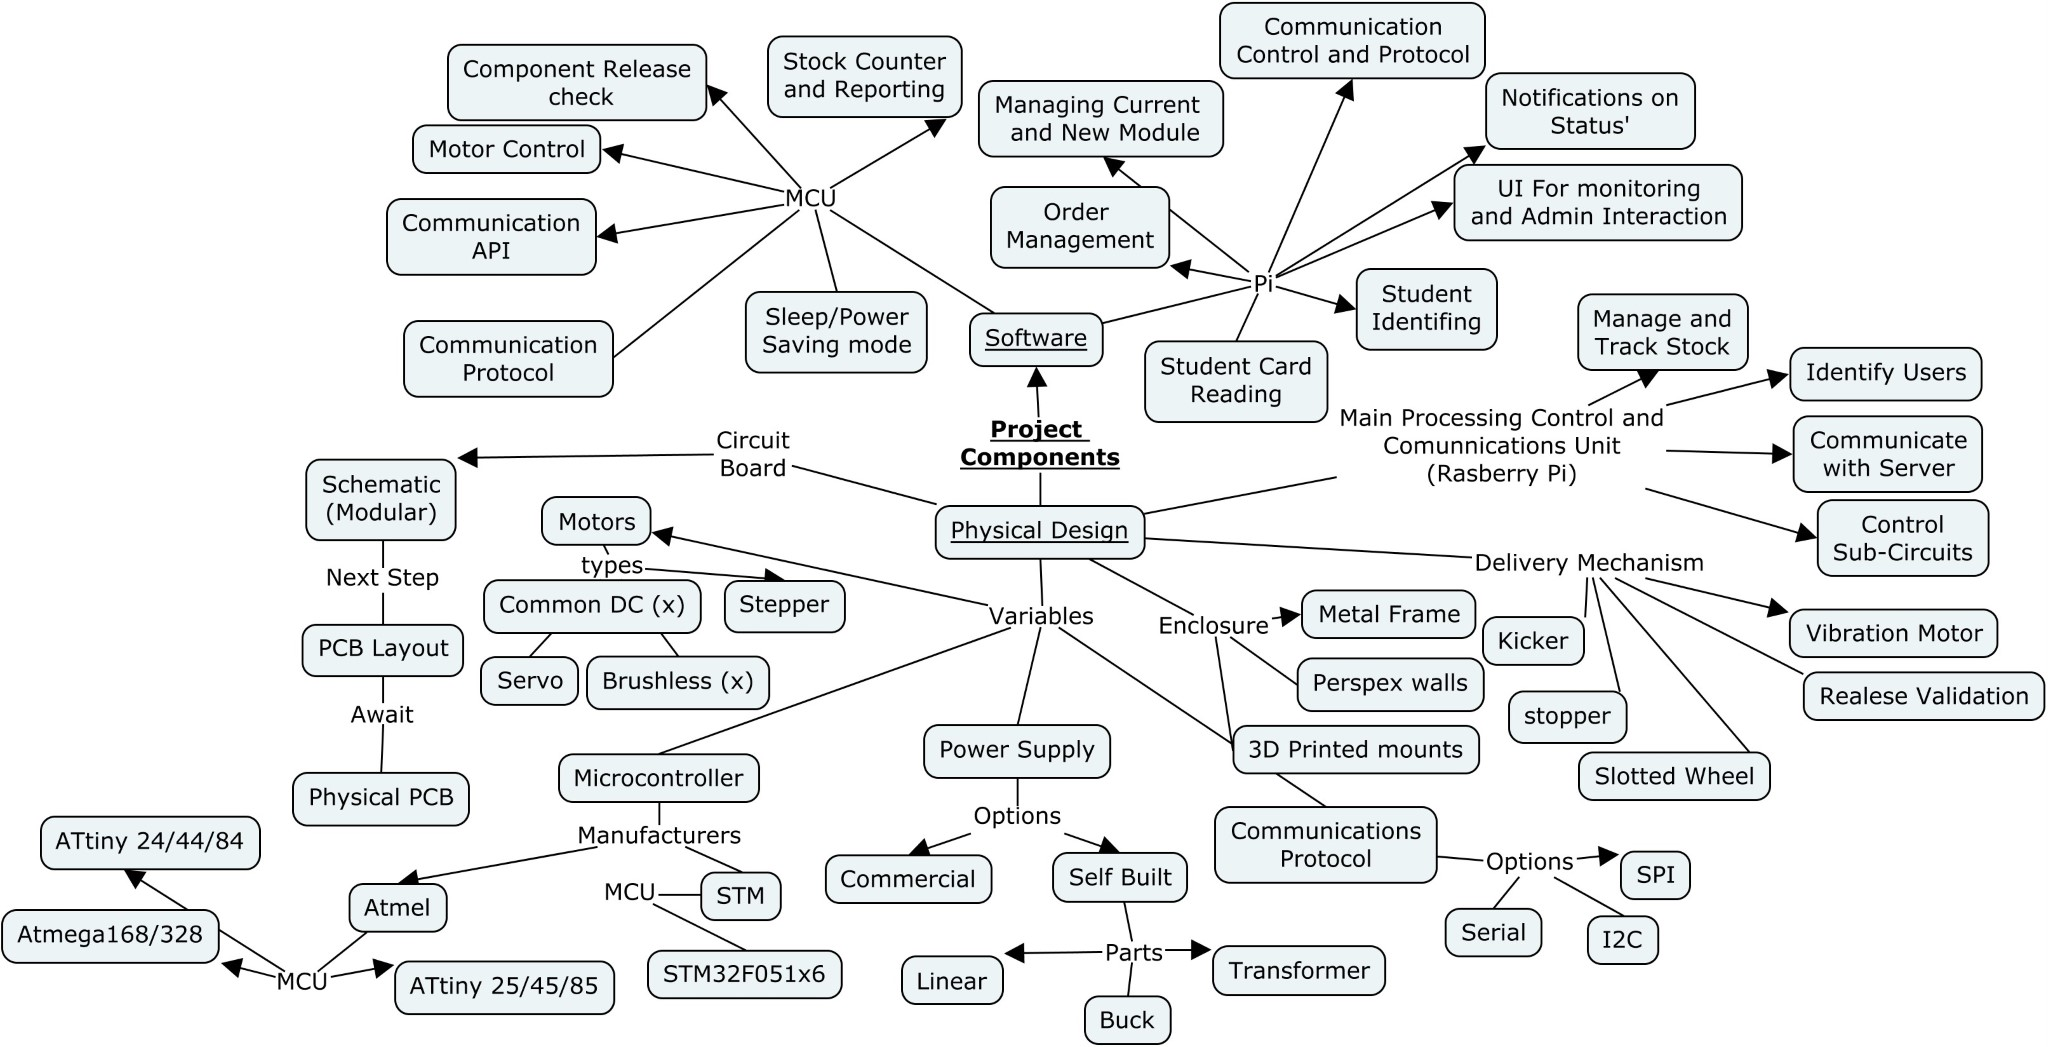 Communication
Control and Protocol
Component Release
check
Stock Counter
and Reporting
Managing Current
and New Module
Notifications on
Status'
Motor Control
MCU
UI For monitoring
and Admin Interaction
Communication
API
Order
Management
Pi
Student
Identifing
Communication
Protocol
Sleep/Power
Saving mode
Software
Student Card
Reading
Manage and
Track Stock
Identify Users
Main Processing Control and
Comunnications Unit
(Rasberry Pi)
Communicate
with Server
Control
Sub-Circuits
Project
Components
Circuit
Board
Schematic
(Modular)
Next Step
PCB Layout
Await
Physical PCB
Physical Design
Motors
types
Common DC (x)
Stepper
Servo
Brushless (x)
Variables
Enclosure
Metal Frame
Perspex walls
3D Printed mounts
Delivery Mechanism
Kicker
Vibration Motor
Realese Validation
stopper
Slotted Wheel
Microcontroller
Manufacturers
Atmel
MCU
STM
STM32F051x6
ATtiny 24/44/84
Atmega168/328
MCU
ATtiny 25/45/85
Power Supply
Options
Commercial
Self Built
Parts
Linear
Transformer
Buck
Communications
Protocol
Options
SPI
Serial
I2C